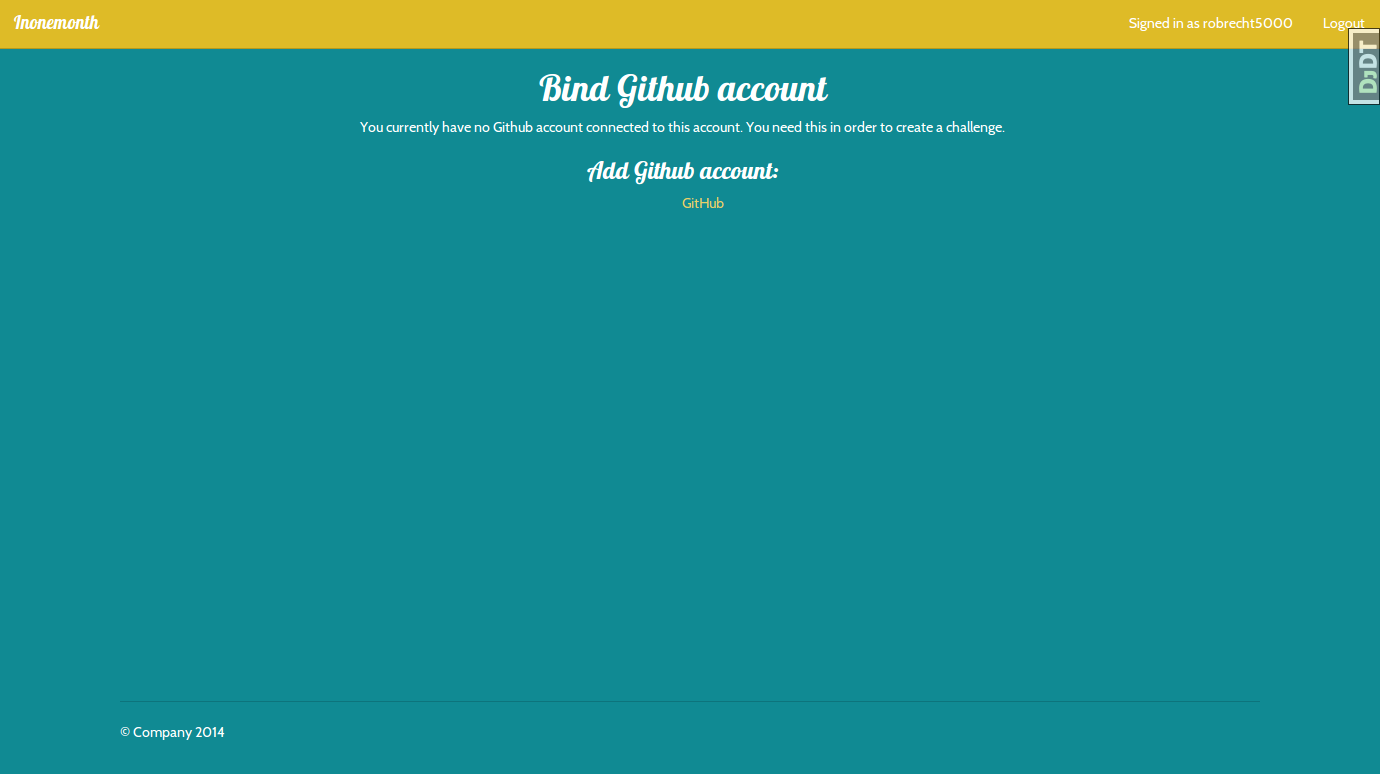 Inonemonth
Signed in as robrecht5000
Logout
DJDT
Bind Github account
You currently have no Github account connected to this account. You need this in order to create a challenge.
Add Github account:
GitHub
© Company 2014